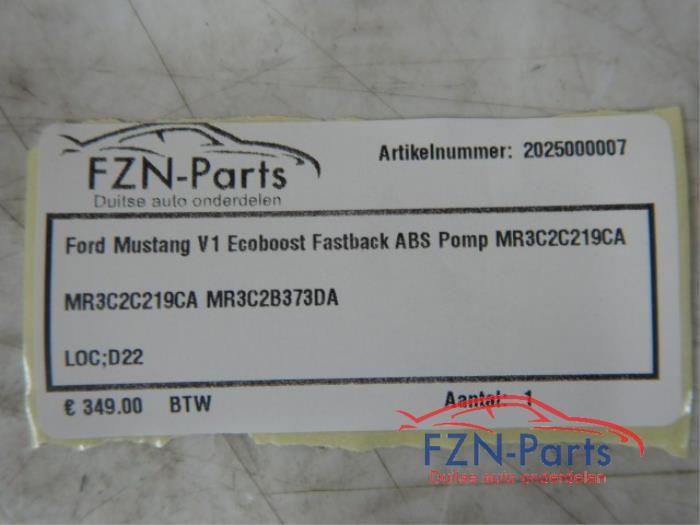 FZN-Parts
Duitse auto onderdelen
Artikelnummer: 2025000007
Ford Mustang V1 Ecoboost Fastback ABS Pomp MR3C2C219CA
MR3C2C219CA MR3C2B373DA
LOC;D22
€ 349.00 BTW
Aantal: 1
FZN-Parts
Duitse auto onderdelen